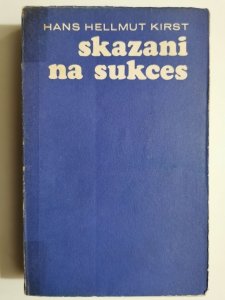 HANS HELLMUT KIRST
skazani
na sukces